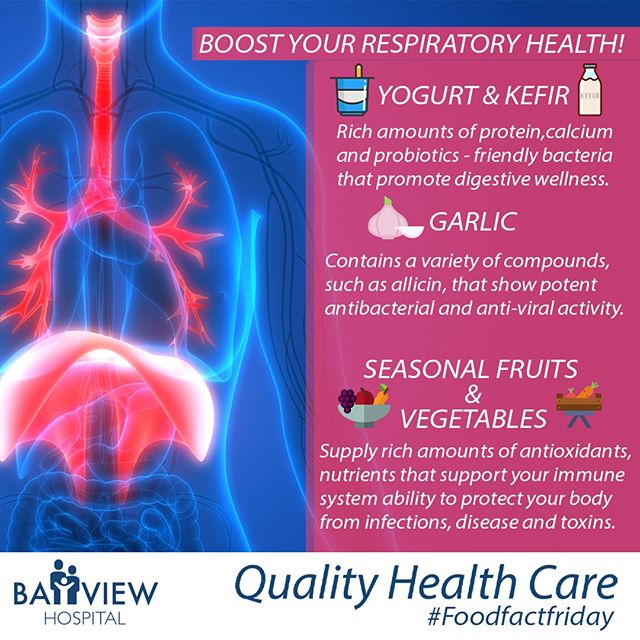 BOOST YOUR RESPIRATORY HEALTH!
YOGURT & KEFIR
KEFIR
Rich amounts of protein,calcium
and probiotics - friendly bacteria
that promote digestive wellness.
GARLIC
Contains a variety of compounds,
such as allicin, that show potent
antibacterial and anti-viral activity.
SEASONAL FRUITS
&
VEGETABLES
Supply rich amounts of antioxidants,
nutrients that support your immune
system ability to protect your body
from infections, disease and toxins.
BAYVIEW
HOSPITAL
Quality Health Care
#Foodfactfriday